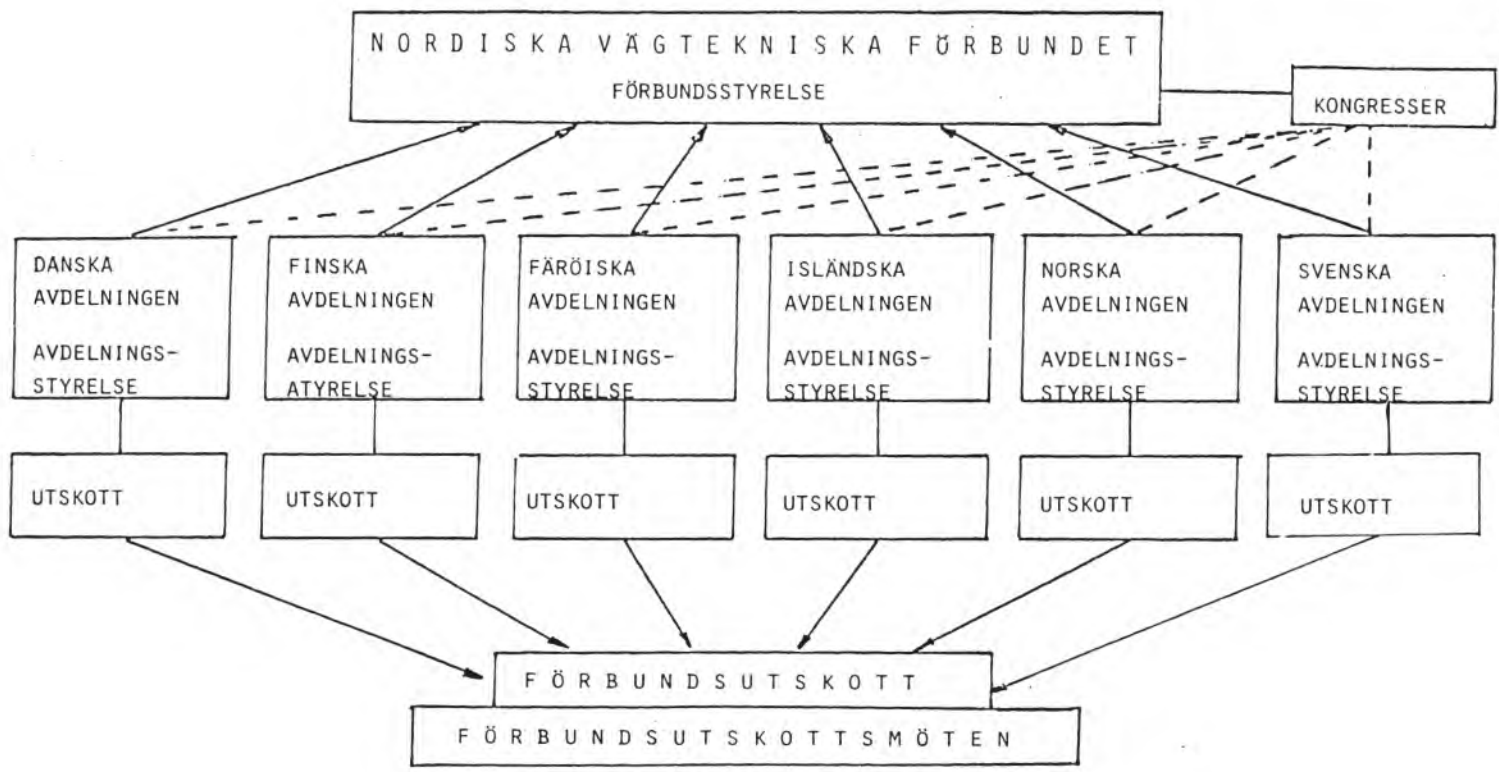 NORDISKA VÄGTEKNISKA FÖRBUNDET
FÖRBUNDSSTYRELSE
KONGRESSER
DANSKA
AVDELNINGEN
AVDELNINGS-
STYRELSE
FINSKA
AVDELNINGEN
AVDELNINGS-
ATYRELSE
FÄRÖISKA
AVDELNINGEN
AVDELNINGS-
STYRELSE
ISLÄNDSKA
AVDELNINGEN
AVDELNINGS-
STYRELSE
NORSKA
AVDELNINGEN
AVDELNINGS-
STYRELSE
SVENSKA
AVDELNINGEN
AVDELNINGS-
STYRELSE
UTSKOTT
UTSKOTT
UTSKOTT
UTSKOTT
UTSKOTT
UTSKOTT
FÖRBUNDSUTSKOTT
FÖRBUNDSUTSKOTTSMÖTEN